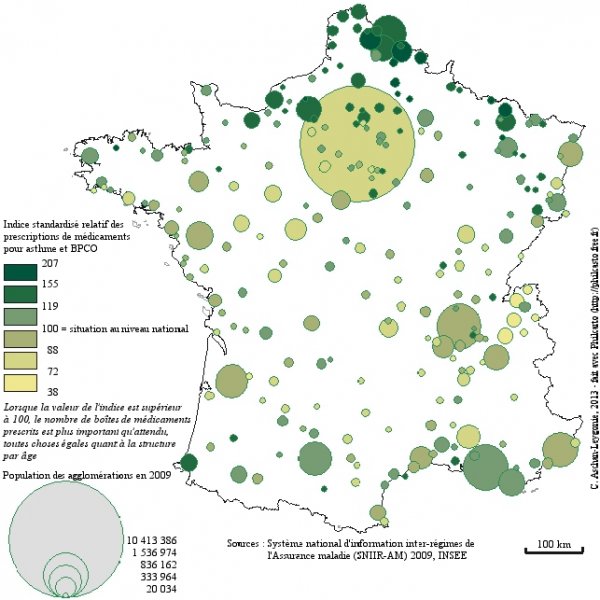 Indice standardisé relatif des
prescriptions de médicaments
pour asthme et BPCO
207
155
119
100 = situation au niveau national
88
72
38
Lorsque la valeur de l'indise est supérieur
à 100, le nombre de boîtes de médicaments
prescrits est plus important qu'attendu,
toutes choses égales quant à la structure
par âge
Population des agglomérations en 2009
10 413 386
1 536 974
836 162
333 964
20 034
Sources : Système national d'information inter-régimes de
l'Assurance maladie (SNIIR-AM) 2009, INSEE
100 km
C. Aschan-Leygonie, 2013 - fait avec Philcarto (http://philcarto.free.fr)